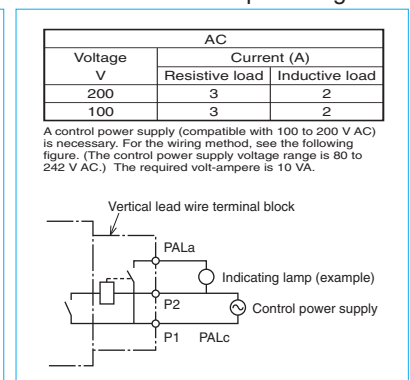 AC
Voltage Current (A)
V Resistive load Inductive load
200 3 2
100 3 2
A control power supply (compatible with 100 to 200 V AC)
is necessary. For the wiring method, see the following
figure. (The control power supply voltage range is 80 to
242 V AC.) The required volt-ampere is 10 VA.
Vertical lead wire terminal block
PALa
Indicating lamp (example)
P2
Control power supply
P1 PALc